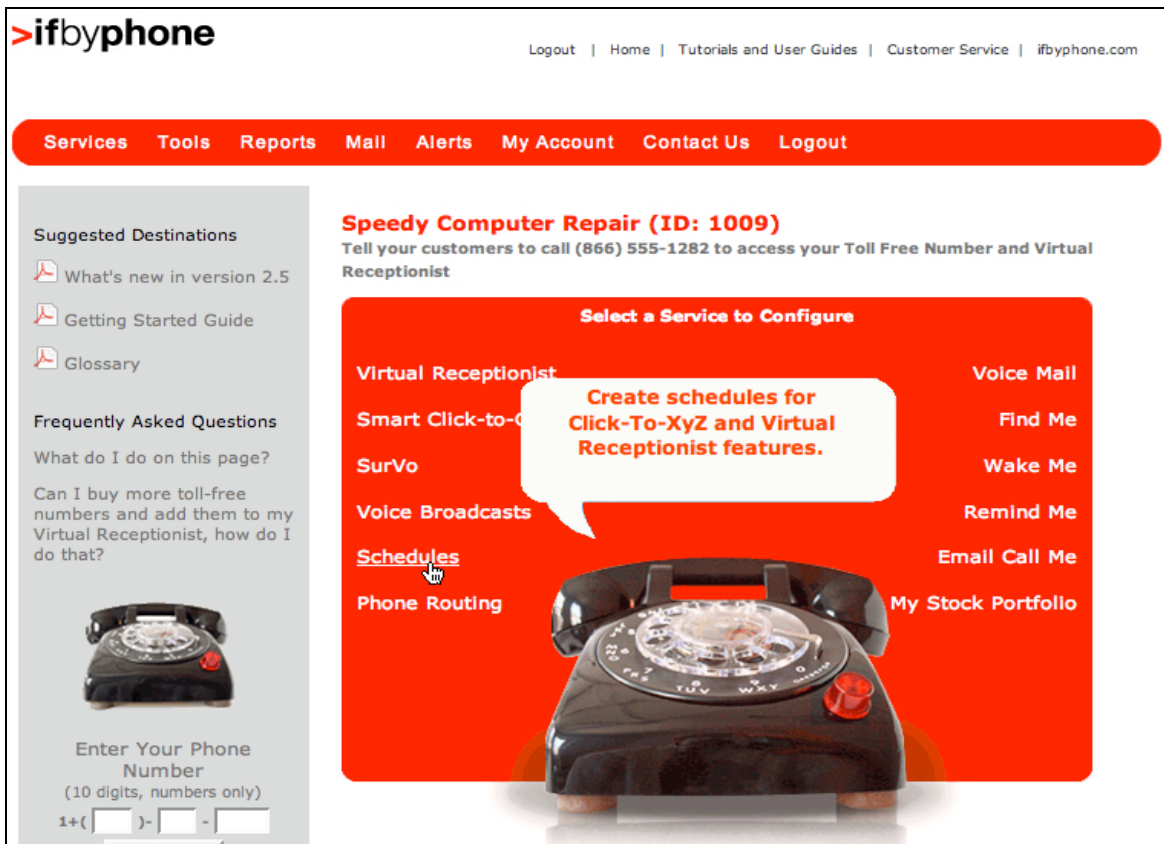 >ifbyphone
Logout | Home | Tutorials and User Guides | Customer Service | ifbyphone.com
Services Tools Reports Mail Alerts My Account Contact Us Logout
Suggested Destinations
What's new in version 2.5
Getting Started Guide
Glossary
Frequently Asked Questions
What do I do on this page?
Can I buy more toll-free
numbers and add them to my
Virtual Receptionist, how do I
do that?
Enter Your Phone
Number
(10 digits, numbers only)
1+( )- -
Speedy Computer Repair (ID: 1009)
Tell your customers to call (866) 555-1282 to access your Toll Free Number and Virtual
Receptionist
Select a Service to Configure
Virtual Receptionist
Smart Click-to-
SurVo
Voice Broadcasts
Schedules
Phone Routing
Create schedules for
Click-To-XyZ and Virtual
Receptionist features.
Voice Mail
Find Me
Wake Me
Remind Me
Email Call Me
My Stock Portfolio
TUV WXY